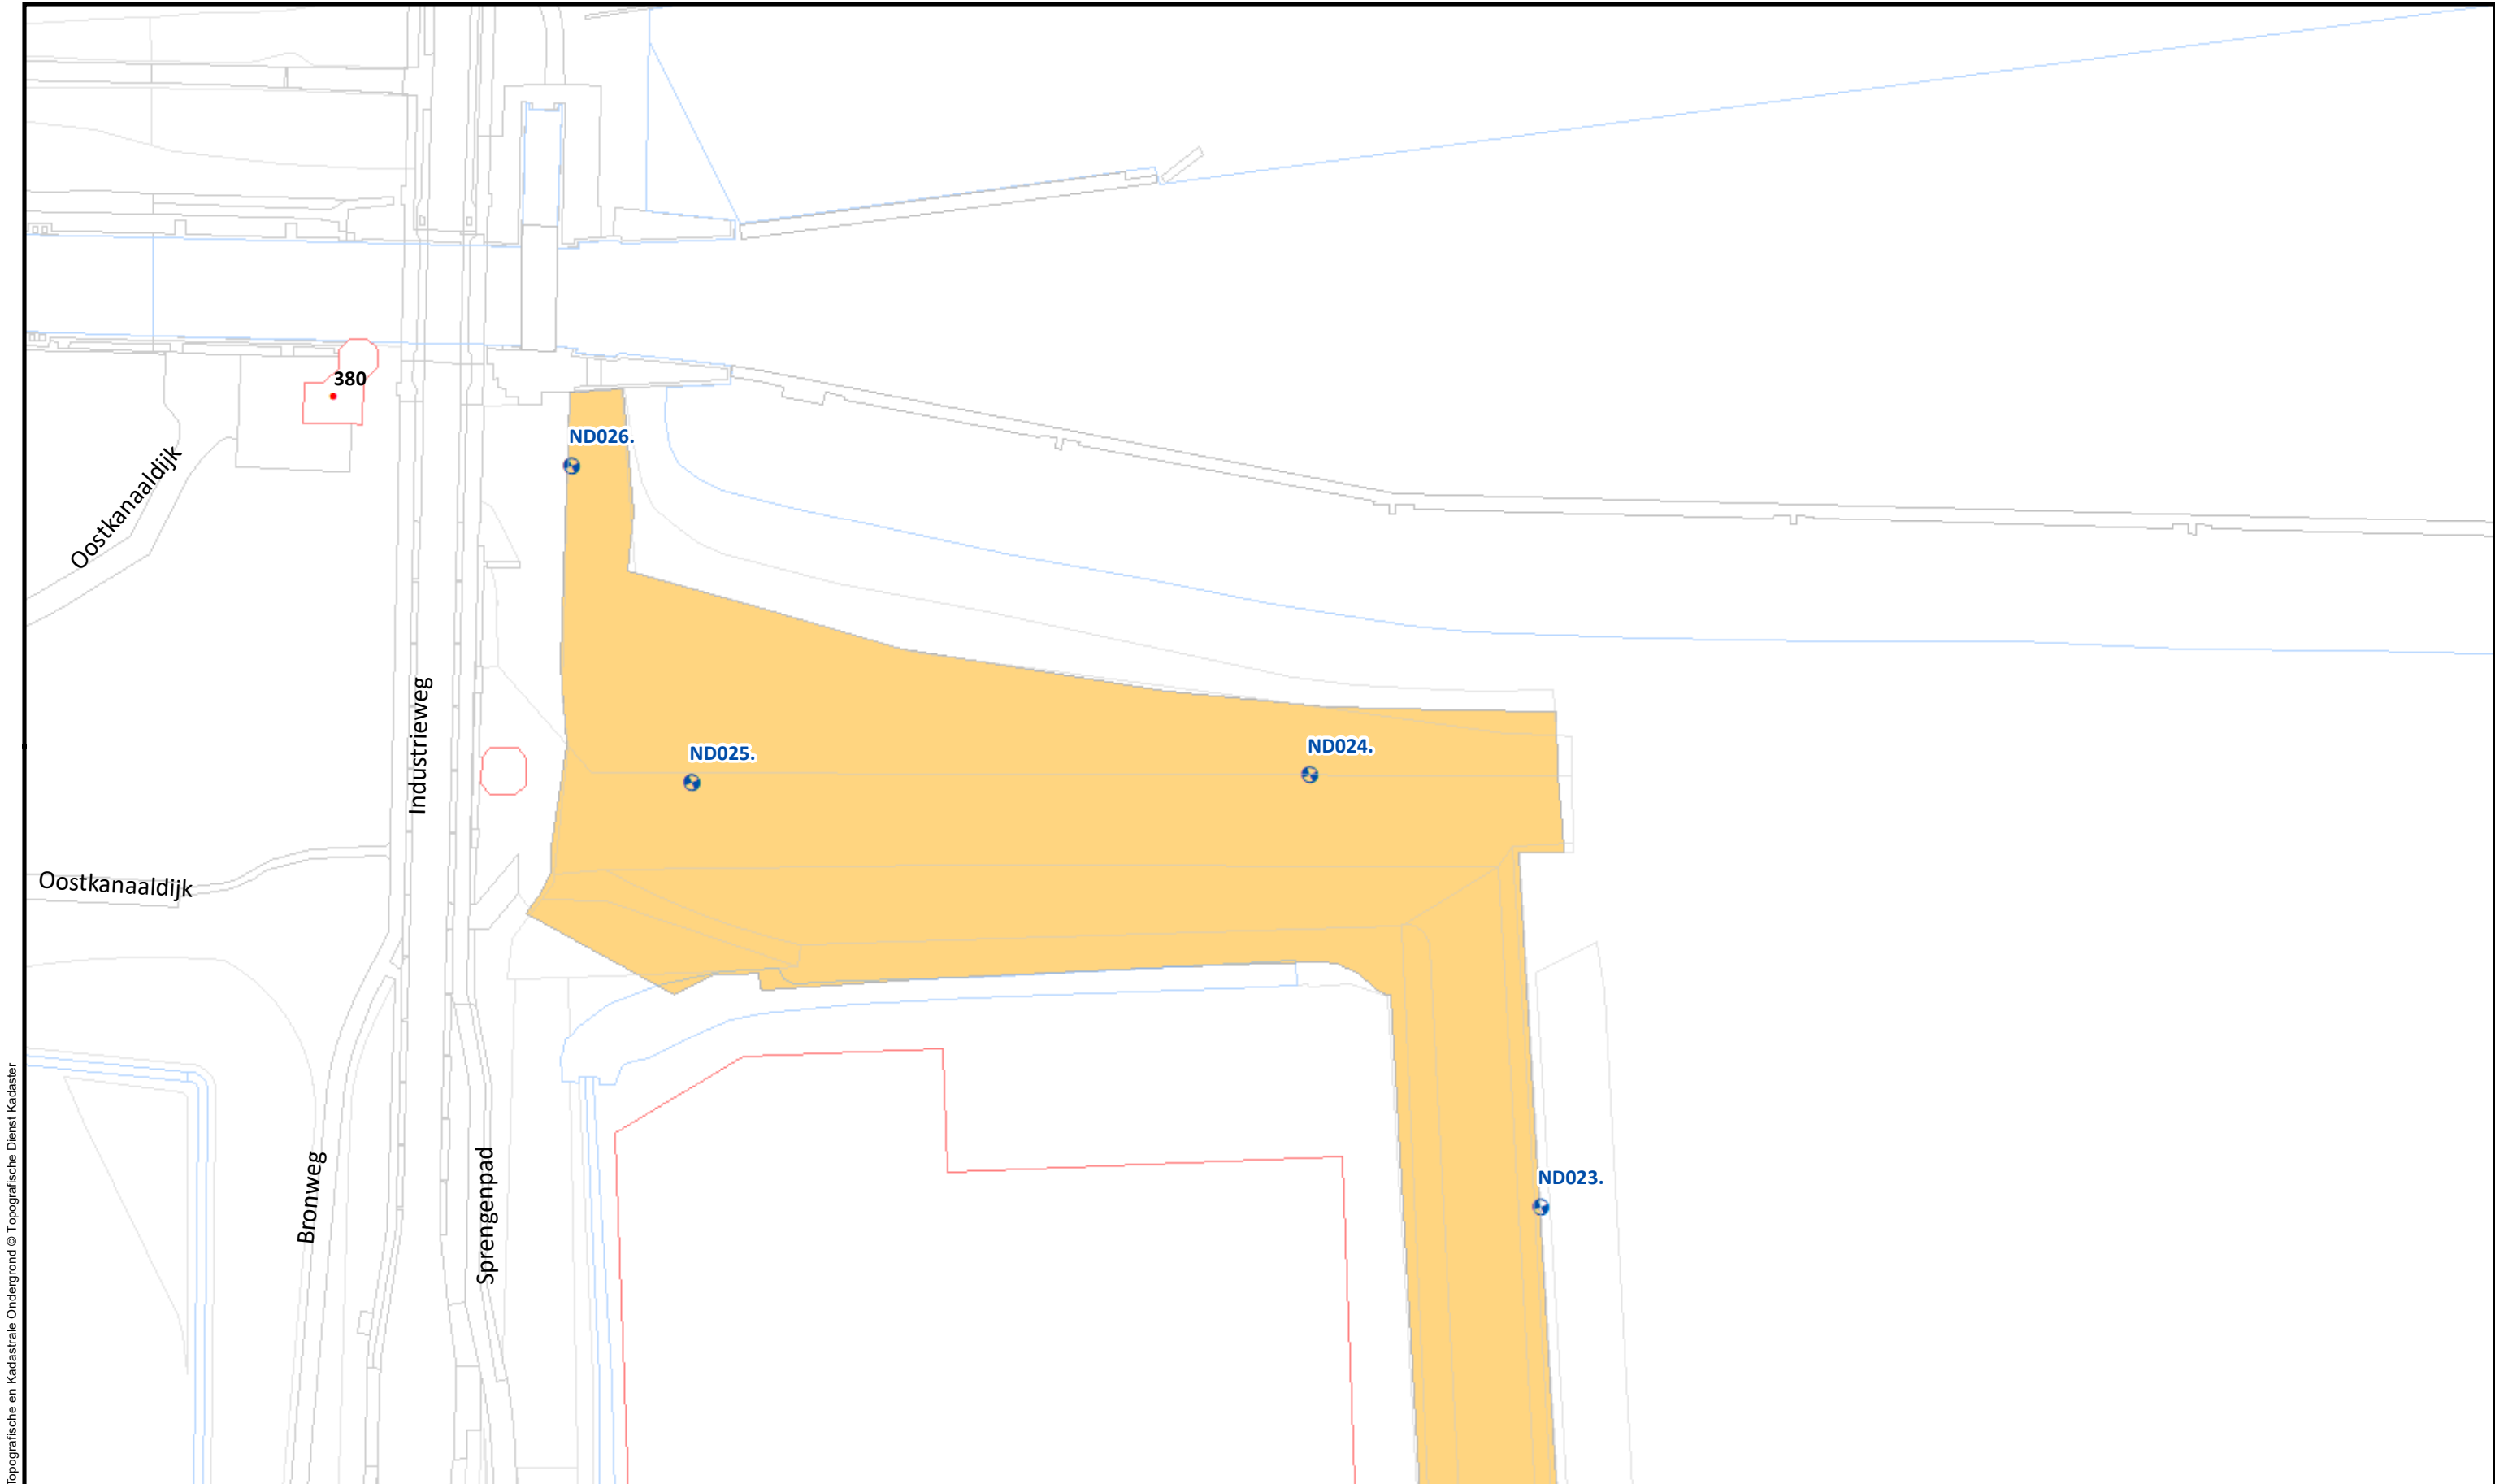 380
ND026.
Oostkanaaldijk
Industrieweg
ND025.
ND024.
Oostkanaaldijk
Bronweg
Sprengenpad
ND023.
Topografische en Kadastrale Ondergrond © Topografische Dienst Kadaster